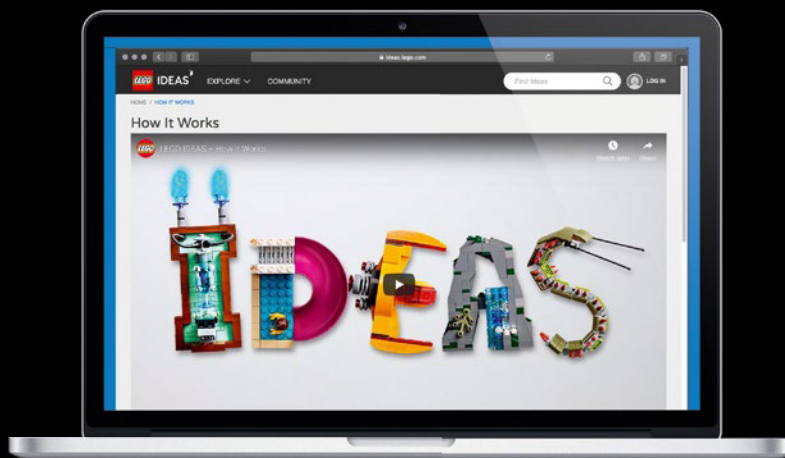 ideas.lego.com
LEGO IDEAS EXPLORE COMMUNITY Find Ideas LOG IN
HOME / HOW IT WORKS
How It Works
LEGO LEGO IDEAS – How It Works
Watch later Share
IDEAS